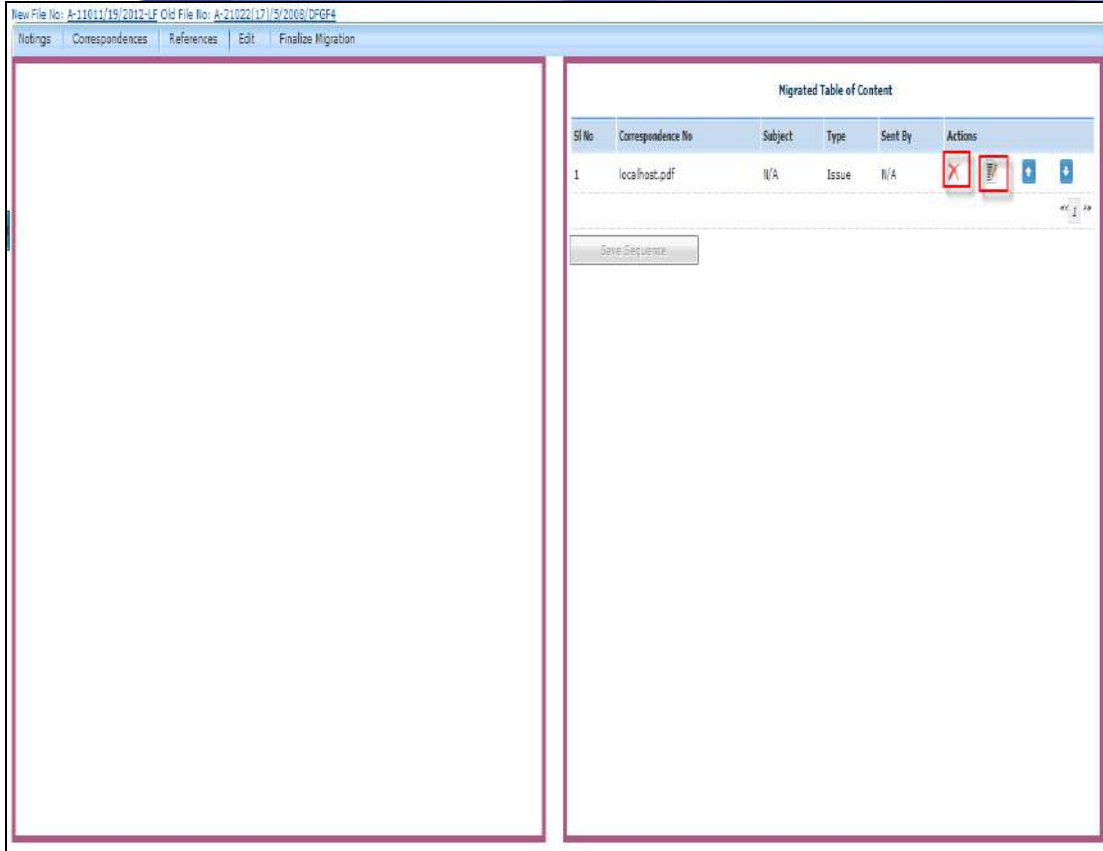 New File No: A-11011/19/2012-LF Old File No: A-21022(17)/5/2008/DFGF4
Notings Correspondences References Edit Finalize Migration
Migrated Table of Content
Sl No Correspondence No Subject Type Sent By Actions
1 localhost.pdf N/A Issue N/A
<< 1 >>
Save Sequence